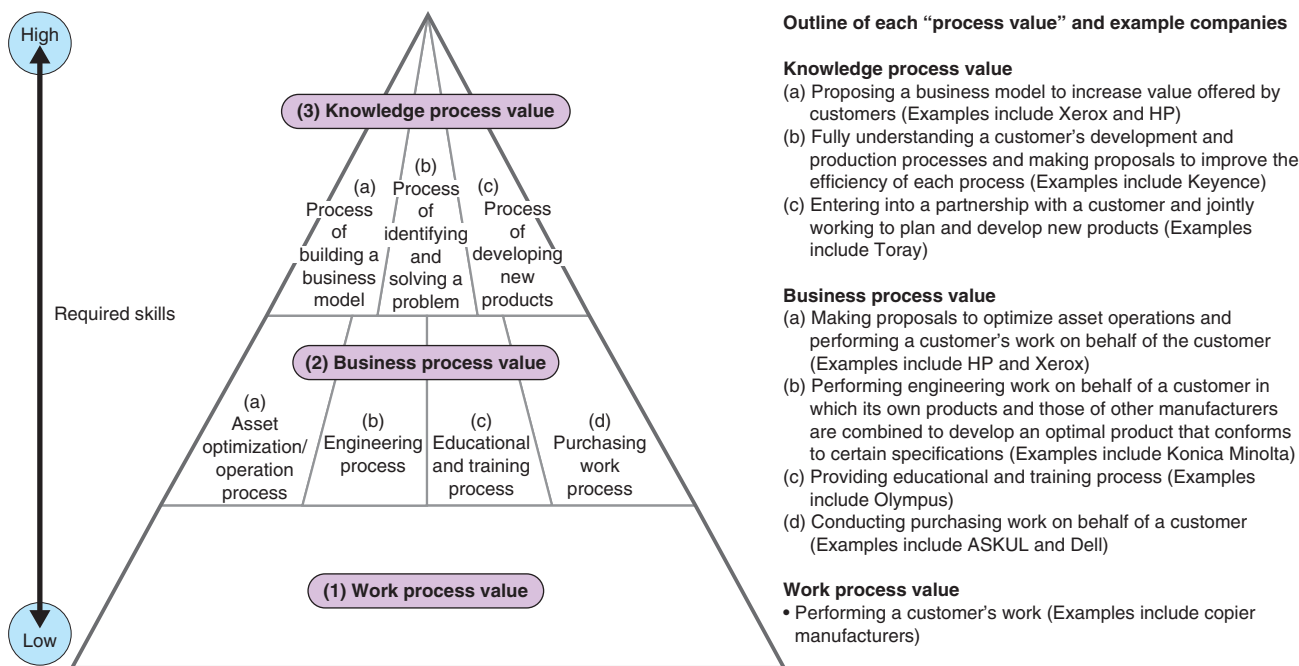 High
Required skills
Low
(3) Knowledge process value
(a)
Process
of
building a
business
model
(b)
Process
of
identifying
and
solving a
problem
(c)
Process
of
developing
new
products
(2) Business process value
(a)
Asset
optimization/
operation
process
(b)
Engineering
process
(c)
Educational
and training
process
(d)
Purchasing
work
process
(1) Work process value
Outline of each “process value” and example companies
Knowledge process value
(a) Proposing a business model to increase value offered by
customers (Examples include Xerox and HP)
(b) Fully understanding a customer’s development and
production processes and making proposals to improve the
efficiency of each process (Examples include Keyence)
(c) Entering into a partnership with a customer and jointly
working to plan and develop new products (Examples
include Toray)
Business process value
(a) Making proposals to optimize asset operations and
performing a customer’s work on behalf of the customer
(Examples include HP and Xerox)
(b) Performing engineering work on behalf of a customer in
which its own products and those of other manufacturers
are combined to develop an optimal product that conforms
to certain specifications (Examples include Konica Minolta)
(c) Providing educational and training process (Examples
include Olympus)
(d) Conducting purchasing work on behalf of a customer
(Examples include ASKUL and Dell)
Work process value
• Performing a customer’s work (Examples include copier
manufacturers)